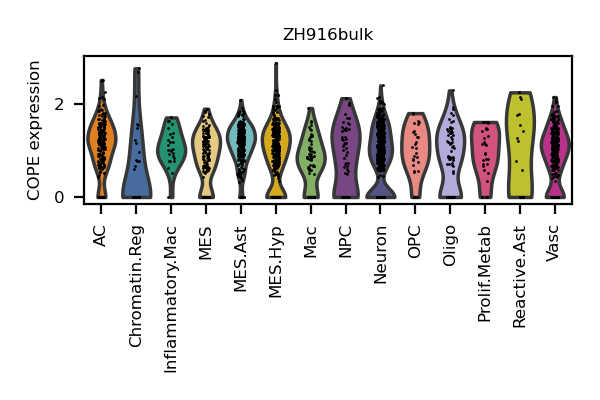 ZH916bulk
COPE expression
2
0
AC
Chromatin.Reg
Inflammatory.Mac
MES
MES.Ast
MES.Hyp
Mac
NPC
Neuron
OPC
Oligo
Prolif.Metab
Reactive.Ast
Vasc